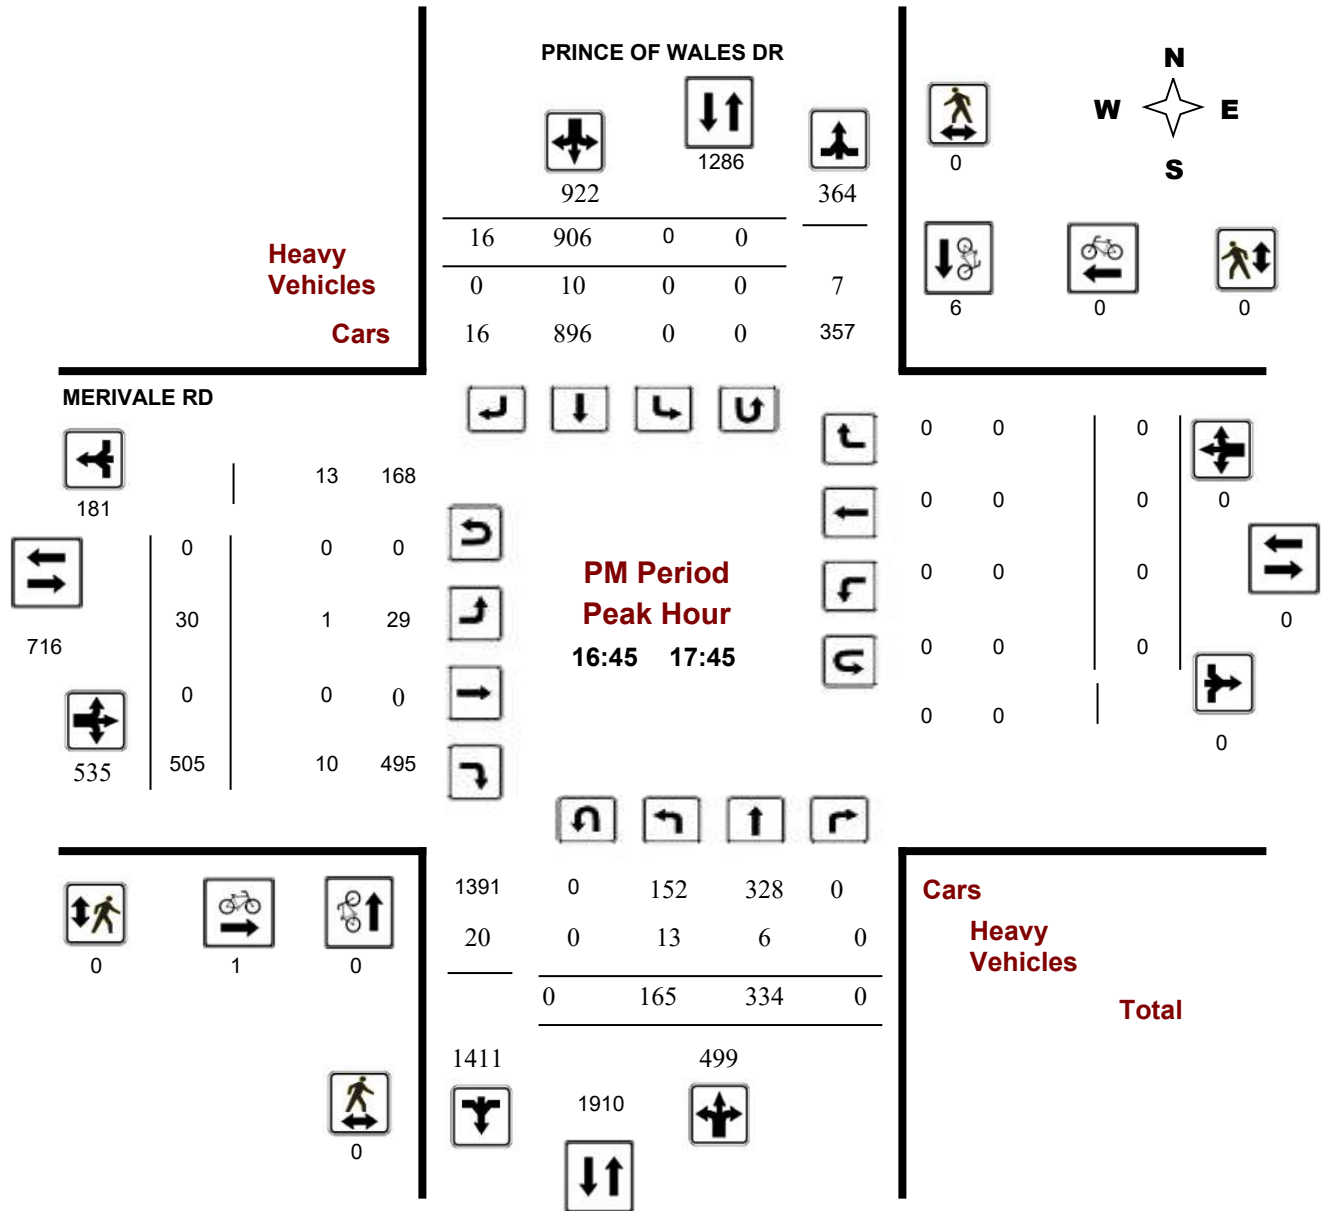 PRINCE OF WALES DR
N
W E
S
1286
0
922 364
16 906 0 0
Heavy
Vehicles
0 10 0 0 7
6 0 0
Cars 16 896 0 0 357
MERIVALE RD
0 0 0
13 168
181
0 0 0 0
0 0 0
PM Period
0 0 0
Peak Hour
30 1 29
0
716
16:45 17:45
0 0 0
0 0 0
0 0
0
535 505 10 495
1391 0 152 328 0
Cars
20 0 13 6 0
Heavy
Vehicles
0 1 0
0 165 334 0
Total
1411 499
1910
0